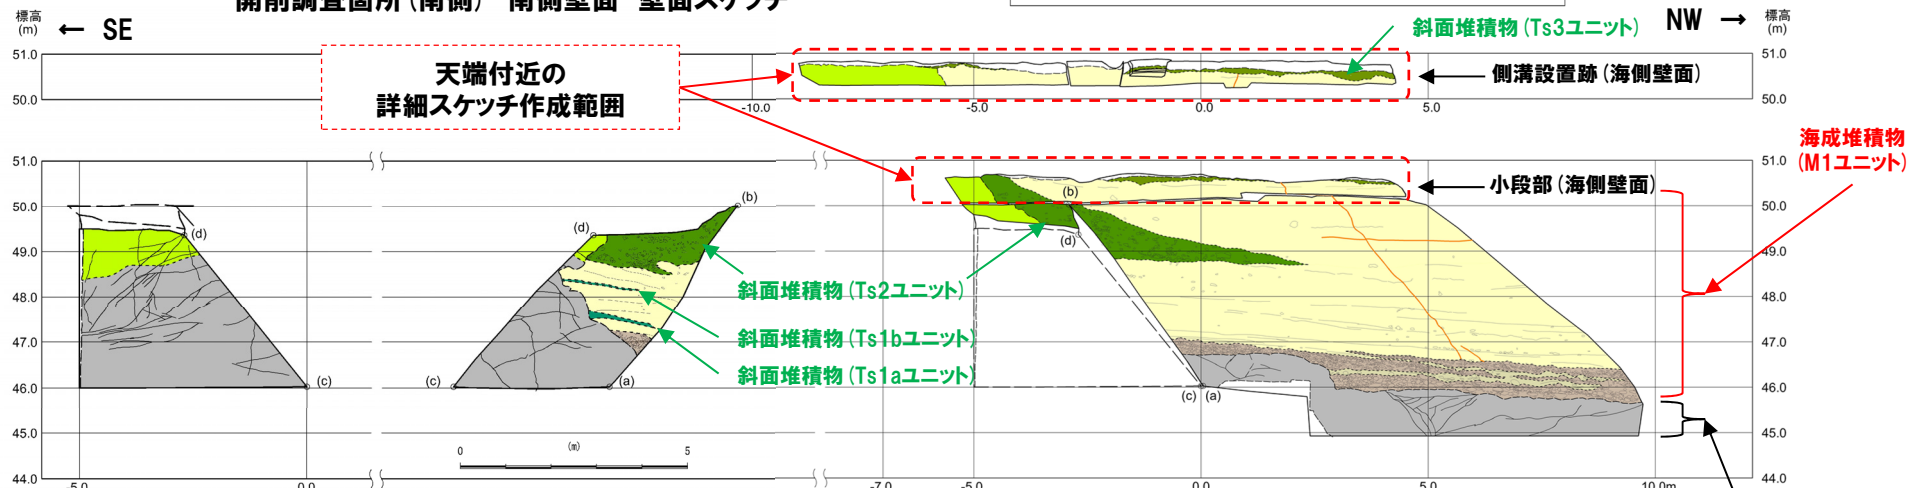 開削調査箇所(南側) 南側壁面 壁面スケッチ
標高
(m)
← SE
斜面堆積物(Ts3ユニット)
NW →
標高
(m)
51.0
50.0
天端付近の
詳細スケッチ作成範囲
-10.0
-5.0
0.0
5.0
51.0
50.0
側溝設置跡(海側壁面)
海成堆積物
(M1ユニット)
51.0
50.0
49.0
48.0
47.0
46.0
45.0
44.0
(d)
(c)
(b)
(d)
(c)
(a)
斜面堆積物(Ts2ユニット)
斜面堆積物(Ts1bユニット)
斜面堆積物(Ts1aユニット)
(b)
(d)
(c)
(a)
小段部(海側壁面)
51.0
50.0
49.0
48.0
47.0
46.0
45.0
44.0
0
(m)
5
-5.0
0.0
-7.0
-5.0
0.0
5.0
10.0m